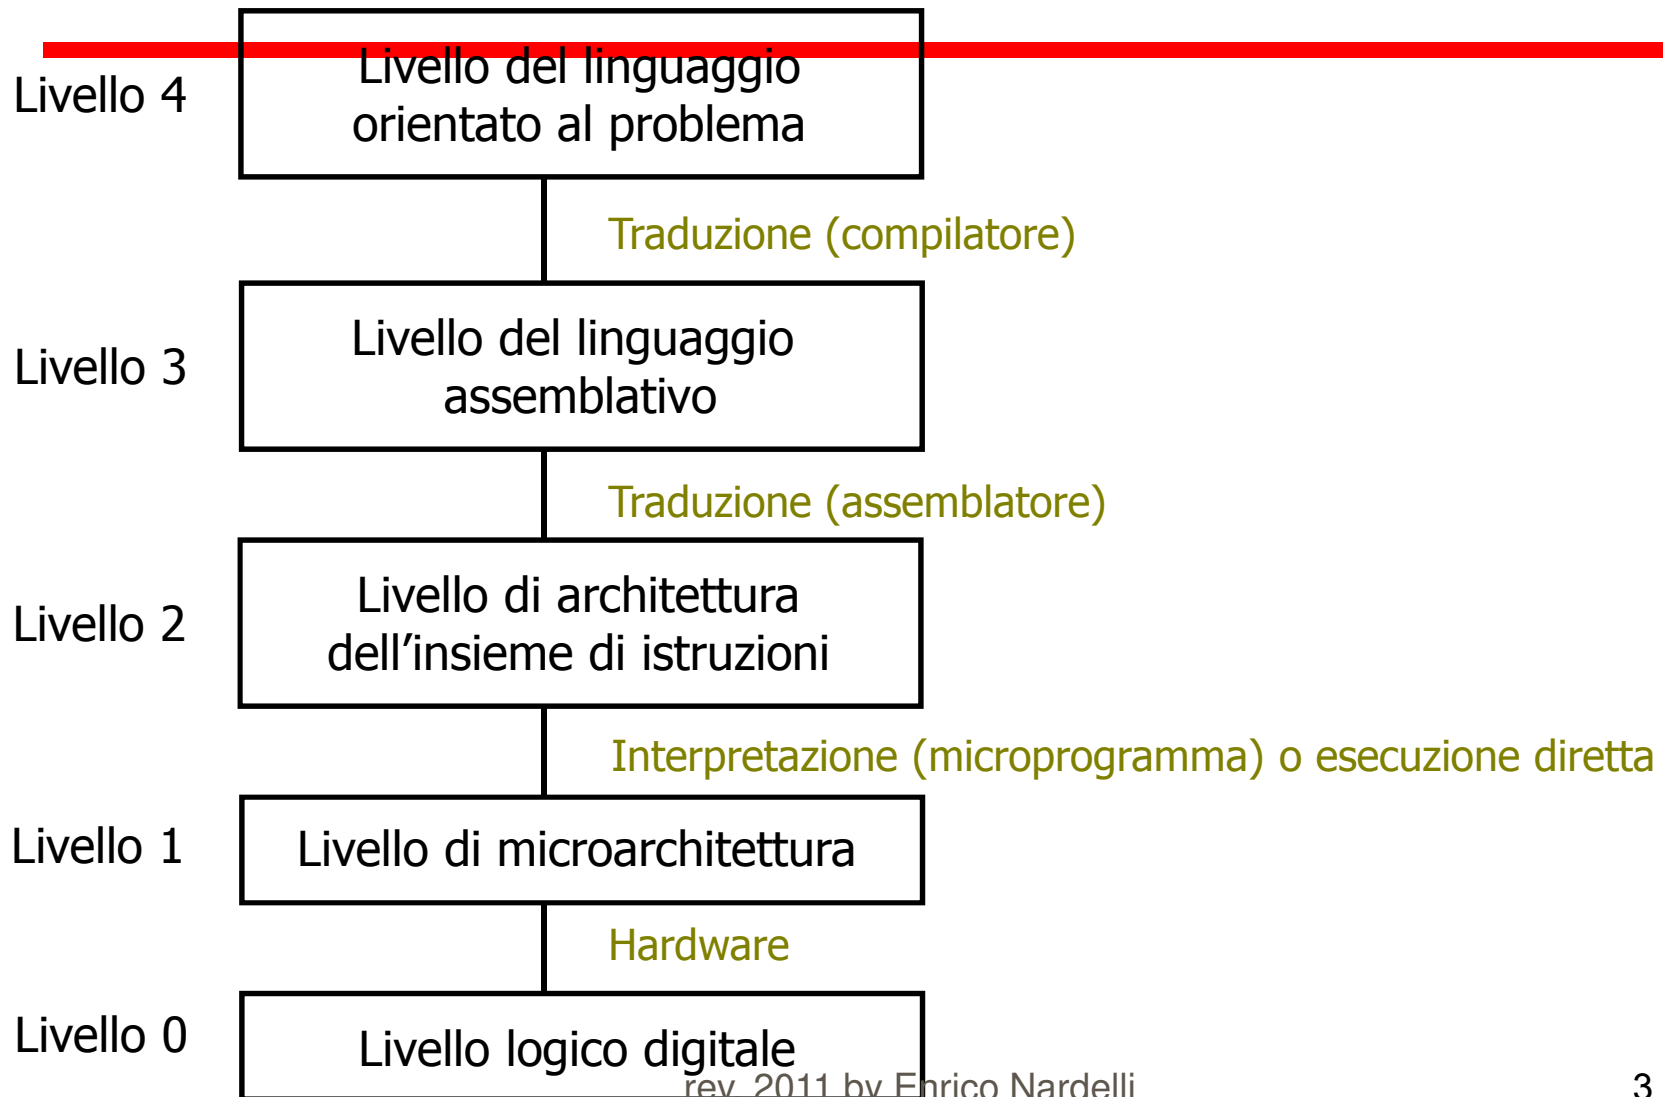 Livello 4
Livello del linguaggio
orientato al problema
Traduzione (compilatore)
Livello 3
Livello del linguaggio
assemblativo
Traduzione (assemblatore)
Livello 2
Livello di architettura
dell’insieme di istruzioni
Interpretazione (microprogramma) o esecuzione diretta
Livello 1
Livello di microarchitettura
Hardware
Livello 0
Livello logico digitale
rev. 2011 by Enrico Nardelli
3